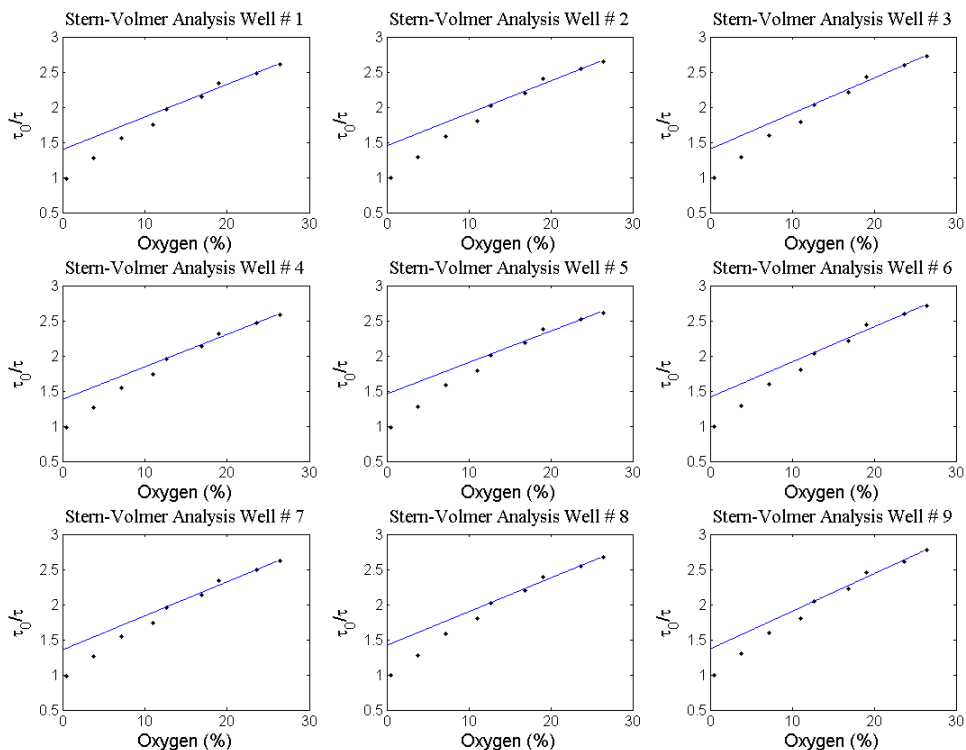 Stern-Volmer Analysis Well # 1
3
2.5
2
1.5
1
0.5
τ0/τ
0 10 20 30
Oxygen (%)
Stern-Volmer Analysis Well # 2
3
2.5
2
1.5
1
0.5
τ0/τ
0 10 20 30
Oxygen (%)
Stern-Volmer Analysis Well # 3
3
2.5
2
1.5
1
0.5
τ0/τ
0 10 20 30
Oxygen (%)
Stern-Volmer Analysis Well # 4
3
2.5
2
1.5
1
0.5
τ0/τ
0 10 20 30
Oxygen (%)
Stern-Volmer Analysis Well # 5
3
2.5
2
1.5
1
0.5
τ0/τ
0 10 20 30
Oxygen (%)
Stern-Volmer Analysis Well # 6
3
2.5
2
1.5
1
0.5
τ0/τ
0 10 20 30
Oxygen (%)
Stern-Volmer Analysis Well # 7
3
2.5
2
1.5
1
0.5
τ0/τ
0 10 20 30
Oxygen (%)
Stern-Volmer Analysis Well # 8
3
2.5
2
1.5
1
0.5
τ0/τ
0 10 20 30
Oxygen (%)
Stern-Volmer Analysis Well # 9
3
2.5
2
1.5
1
0.5
τ0/τ
0 10 20 30
Oxygen (%)